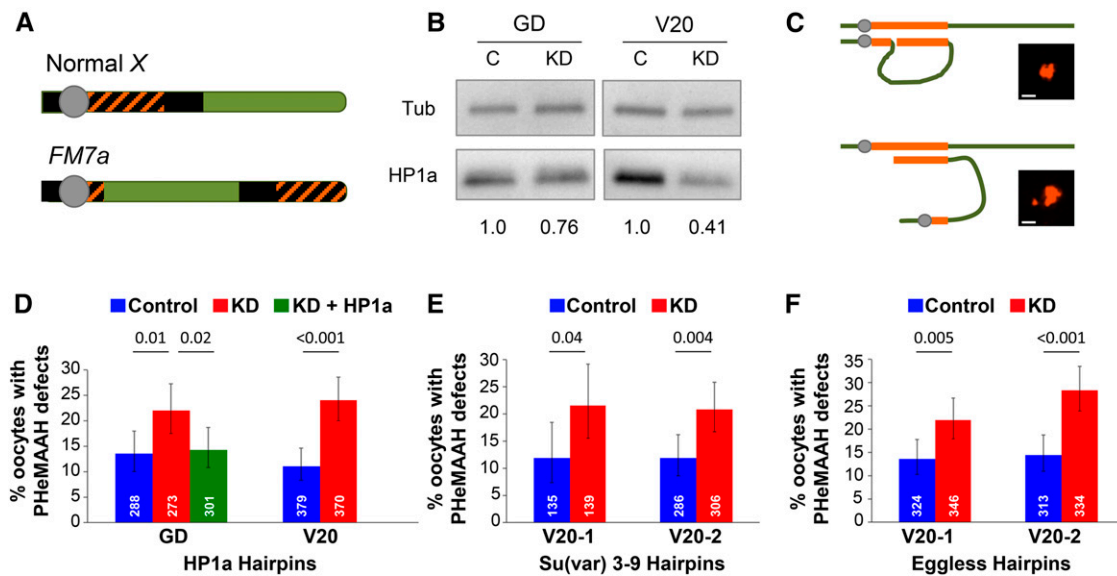 A
Normal X
FM7a
B
GD V20
C KD C KD
Tub
HP1a
1.0 0.76 1.0 0.41
C
D
Control KD KD + HP1a
0.01 0.02 <0.001
% oocytes with PHeMAAH defects
30
25
20
15
10
5
0
288 273 301 379 370
GD V20
HP1a Hairpins
E
Control KD
0.04 0.004
% oocytes with PHeMAAH defects
30
25
20
15
10
5
0
135 139 286 306
V20-1 V20-2
Su(var) 3-9 Hairpins
F
Control KD
0.005 <0.001
% oocytes with PHeMAAH defects
35
30
25
20
15
10
5
0
324 346 313 334
V20-1 V20-2
Eggless Hairpins